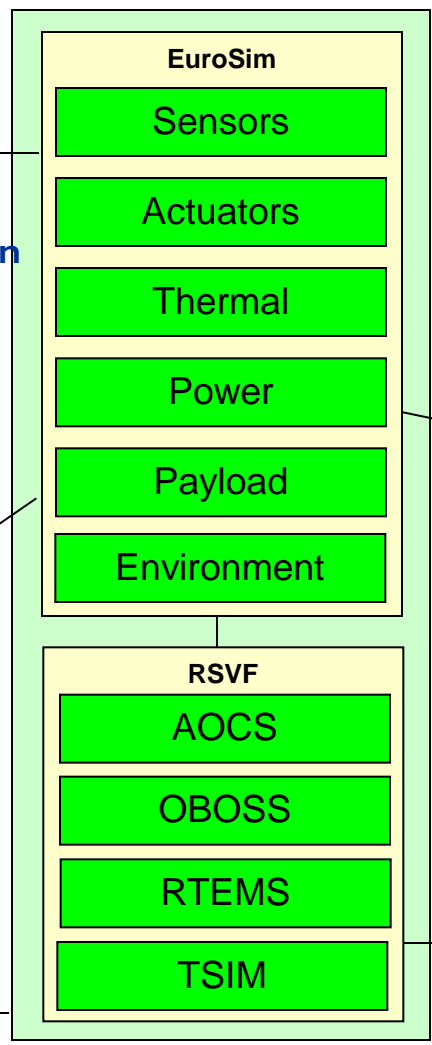 EuroSim
Sensors
Actuators
n
Thermal
Power
Payload
Environment
RSVF
AOCS
OBOSS
RTEMS
TSIM